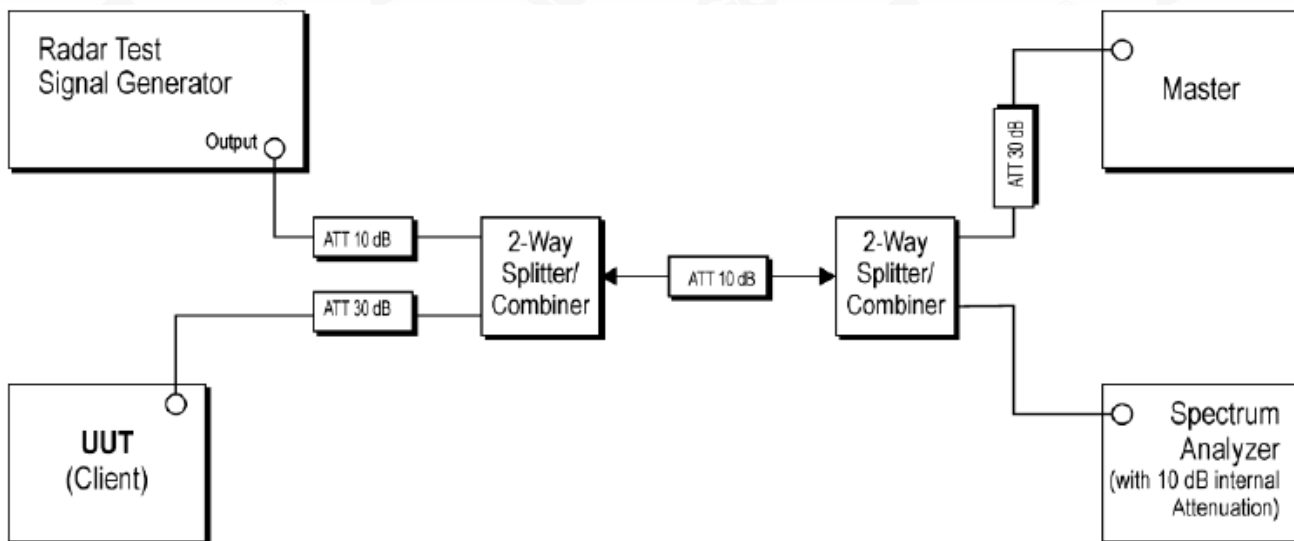 Radar Test
Signal Generator
Output
ATT 10 dB
ATT 30 dB
UUT
(Client)
2-Way
Splitter/
Combiner
ATT 10 dB
2-Way
Splitter/
Combiner
ATT 30 dB
Master
Spectrum
Analyzer
(with 10 dB internal
Attenuation)